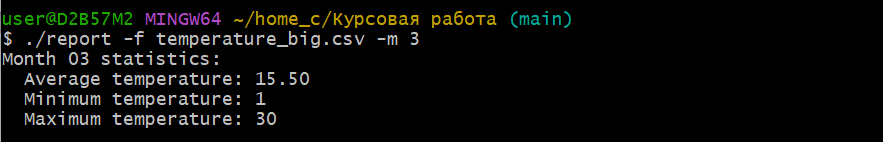 user@D2B57M2 MINGW64 ~/home_c/Курсовая работа (main)
$ ./report -f temperature_big.csv -m 3
Month 03 statistics:
  Average temperature: 15.50
  Minimum temperature: 1
  Maximum temperature: 30